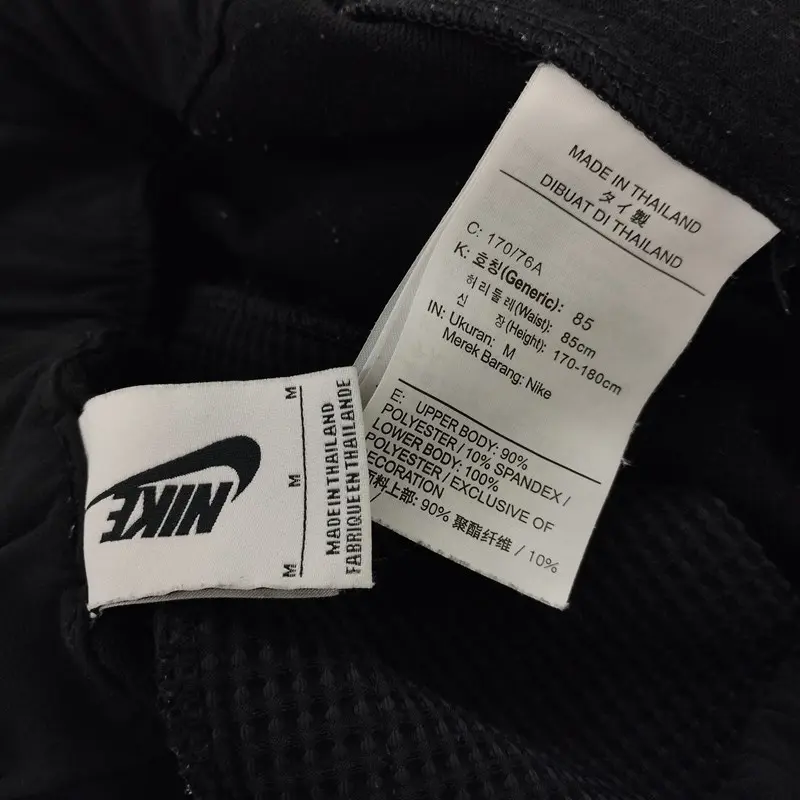 MADE IN THAILAND
タイ製
DIBUAT DI THAILAND
C: 170/76A
K: 호칭(Generic): 85
허리둘레(Waist): 85cm
신 장(Height): 170-180cm
IN: Ukuran: M
Merek Barang: Nike
E: UPPER BODY: 90%
POLYESTER / 10% SPANDEX /
LOWER BODY: 100%
POLYESTER / EXCLUSIVE OF
DECORATION
面料上部: 90% 聚酯纤维 / 10%
NIKE
M
M
M
MADE IN THAILAND
FABRIQUE EN THAILANDE